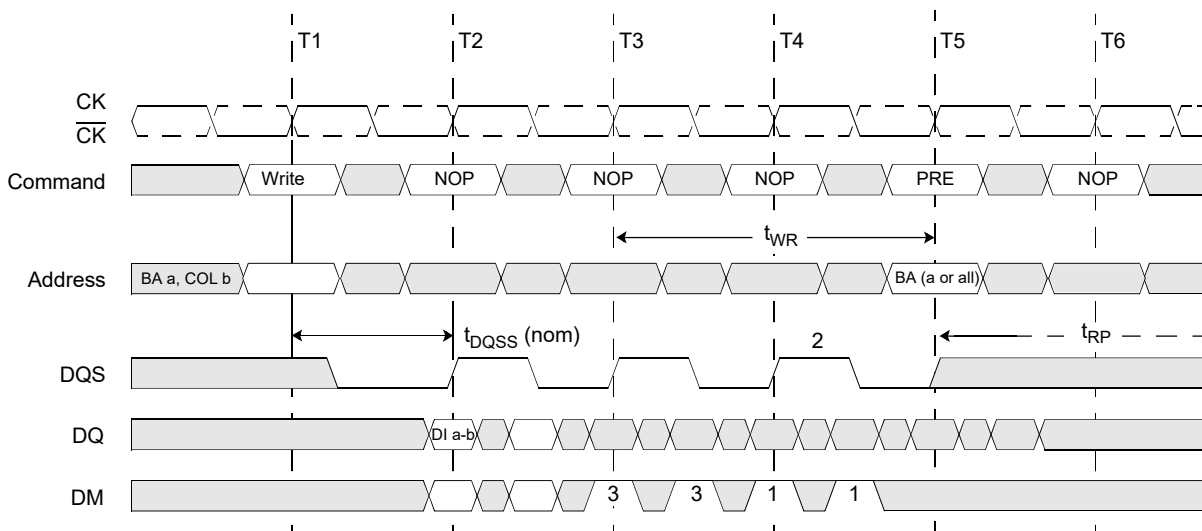 T1 T2 T3 T4 T5 T6
CK
CK
Command Write NOP NOP NOP PRE NOP
tWR
Address BA a, COL b BA (a or all)
tDQSS (nom) 2 tRP
DQS
DQ DI a-b
DM 3 3 1 1